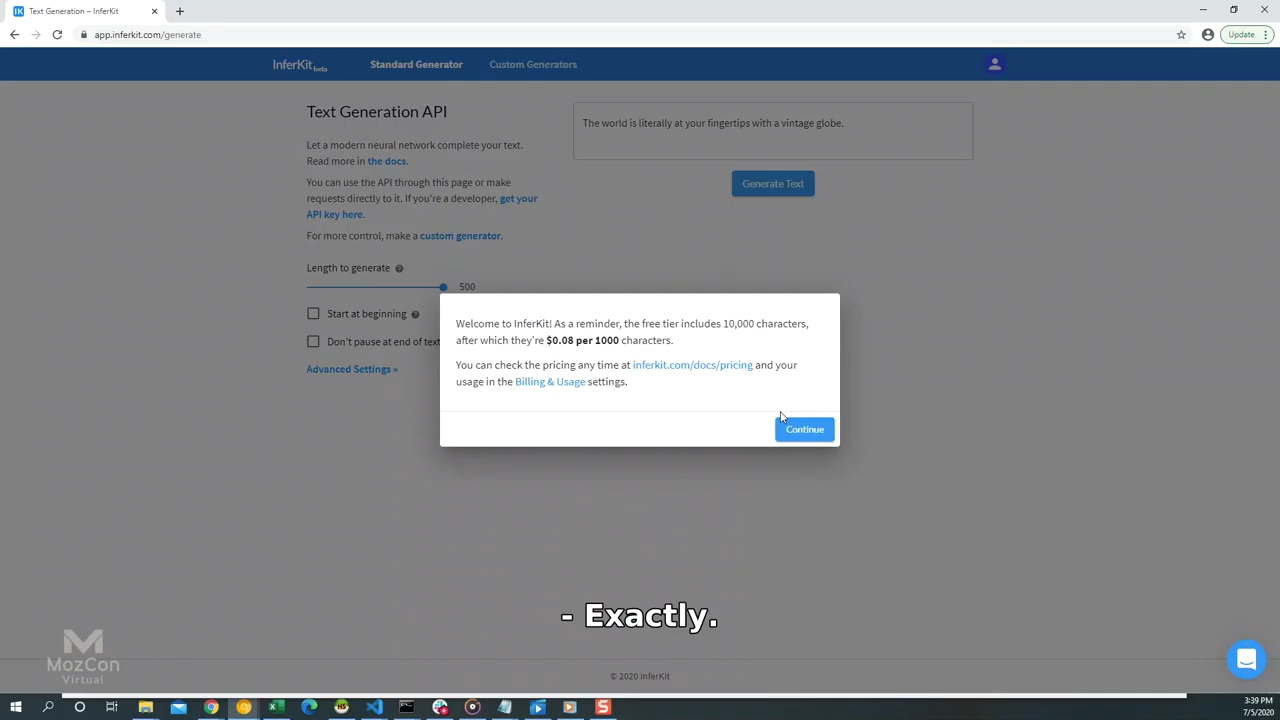 Text Generation – InferKit
app.inferkit.com/generate
Update
InferKit beta
Standard Generator
Custom Generators
Text Generation API
Let a modern neural network complete your text.
Read more in the docs.
You can use the API through this page or make
requests directly to it. If you're a developer, get your
API key here.
For more control, make a custom generator.
Length to generate
500
Start at beginning
Don't pause at end of text
Advanced Settings »
The world is literally at your fingertips with a vintage globe.
Generate Text
Welcome to InferKit! As a reminder, the free tier includes 10,000 characters,
after which they're $0.08 per 1000 characters.
You can check the pricing any time at inferkit.com/docs/pricing and your
usage in the Billing & Usage settings.
Continue
- Exactly.
MozCon
Virtual
© 2020 InferKit
3:39 PM
7/5/2020